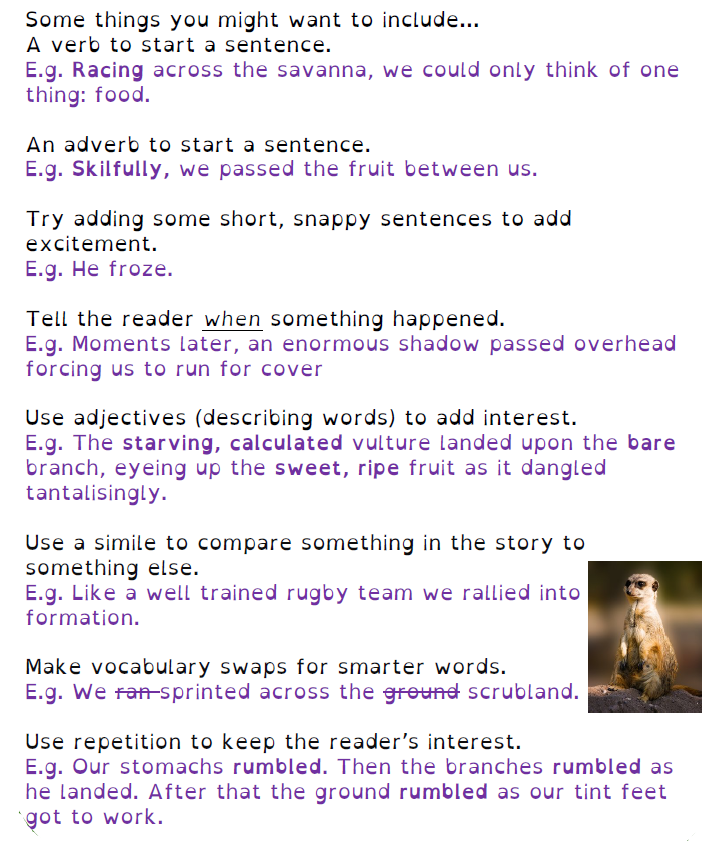 Some things you might want to include...
A verb to start a sentence.
E.g. Racing across the savanna, we could only think of one
thing: food.
An adverb to start a sentence.
E.g. Skilfully, we passed the fruit between us.
Try adding some short, snappy sentences to add
excitement.
E.g. He froze.
Tell the reader when something happened.
E.g. Moments later, an enormous shadow passed overhead
forcing us to run for cover
Use adjectives (describing words) to add interest.
E.g. The starving, calculated vulture landed upon the bare
branch, eyeing up the sweet, ripe fruit as it dangled
tantalisingly.
Use a simile to compare something in the story to
something else.
E.g. Like a well trained rugby team we rallied into
formation.
Make vocabulary swaps for smarter words.
E.g. We ran sprinted across the ground scrubland.
Use repetition to keep the reader’s interest.
E.g. Our stomachs rumbled. Then the branches rumbled as
he landed. After that the ground rumbled as our tint feet
got to work.